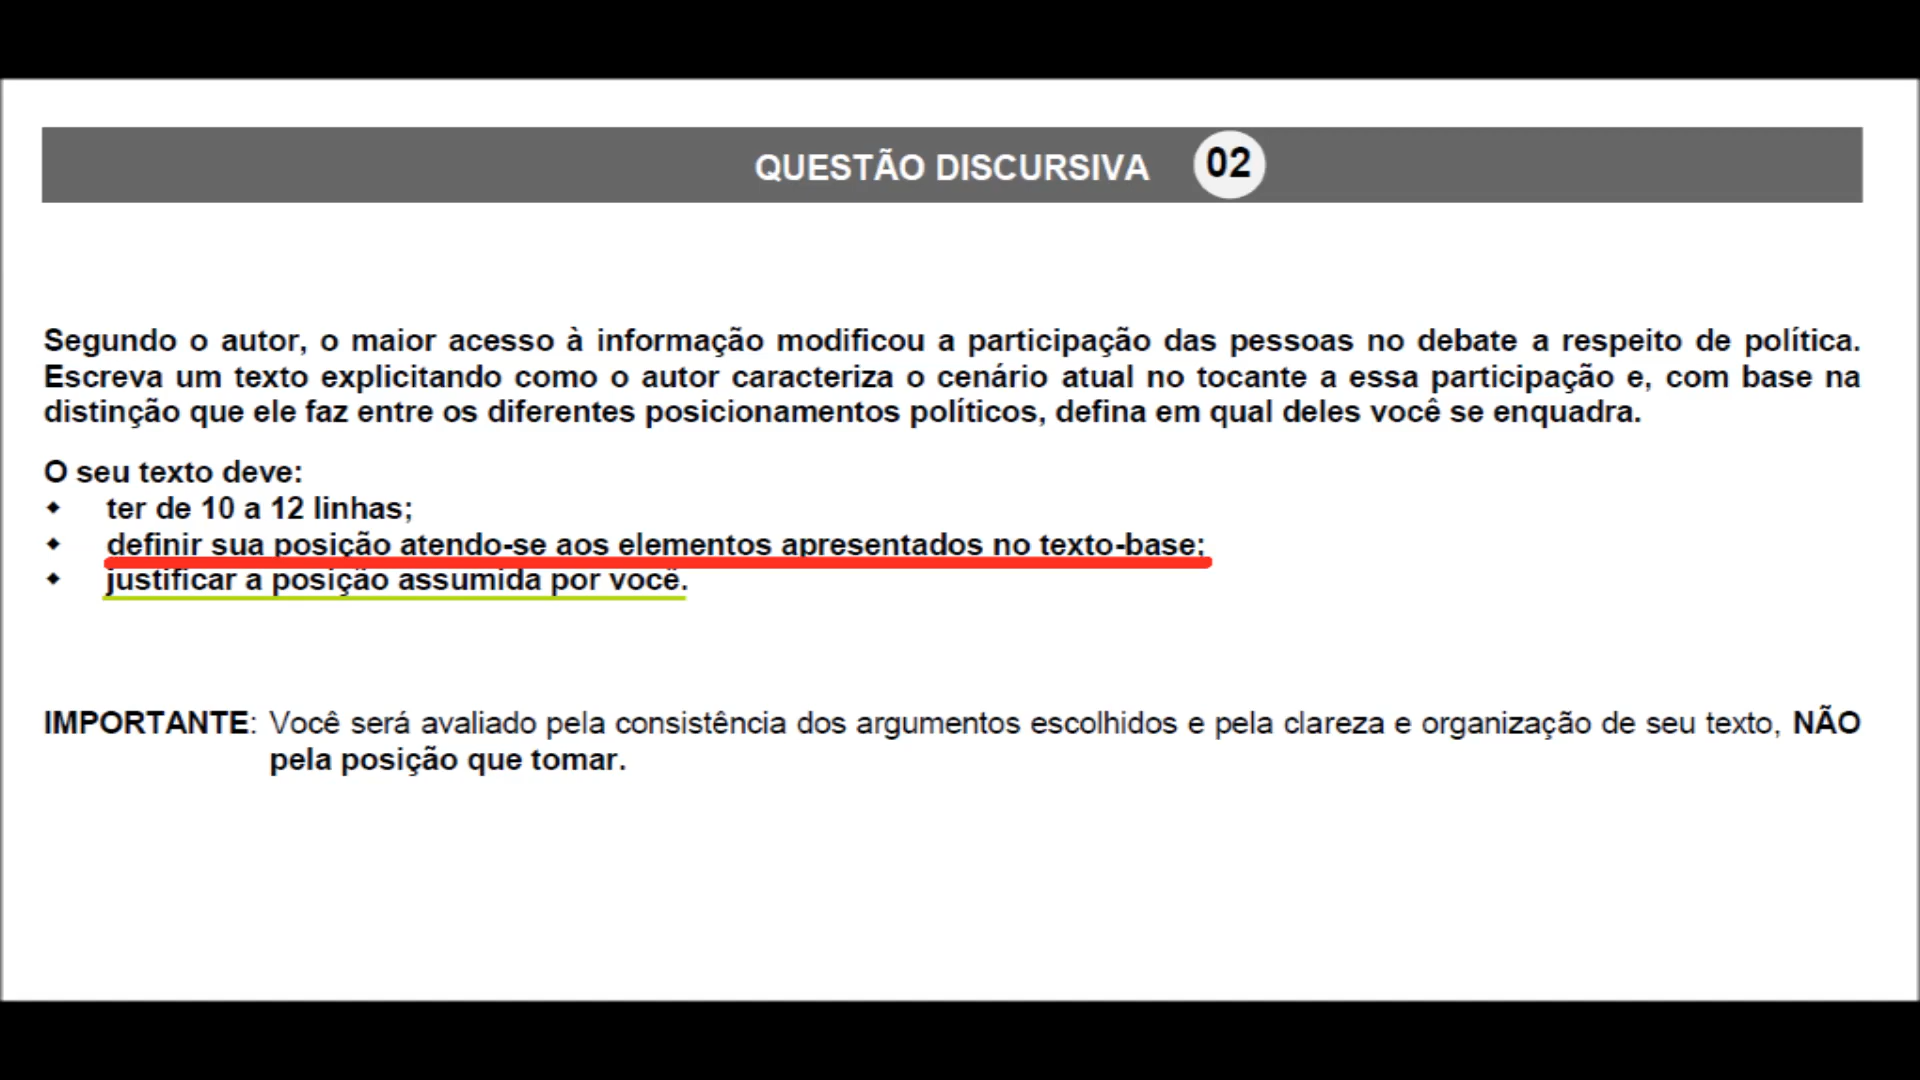 QUESTÃO DISCURSIVA 02
Segundo o autor, o maior acesso à informação modificou a participação das pessoas no debate a respeito de política.
Escreva um texto explicitando como o autor caracteriza o cenário atual no tocante a essa participação e, com base na
distinção que ele faz entre os diferentes posicionamentos políticos, defina em qual deles você se enquadra.
O seu texto deve:
◆ ter de 10 a 12 linhas;
◆ definir sua posição atendo-se aos elementos apresentados no texto-base;
◆ justificar a posição assumida por você.
IMPORTANTE: Você será avaliado pela consistência dos argumentos escolhidos e pela clareza e organização de seu texto, NÃO
pela posição que tomar.